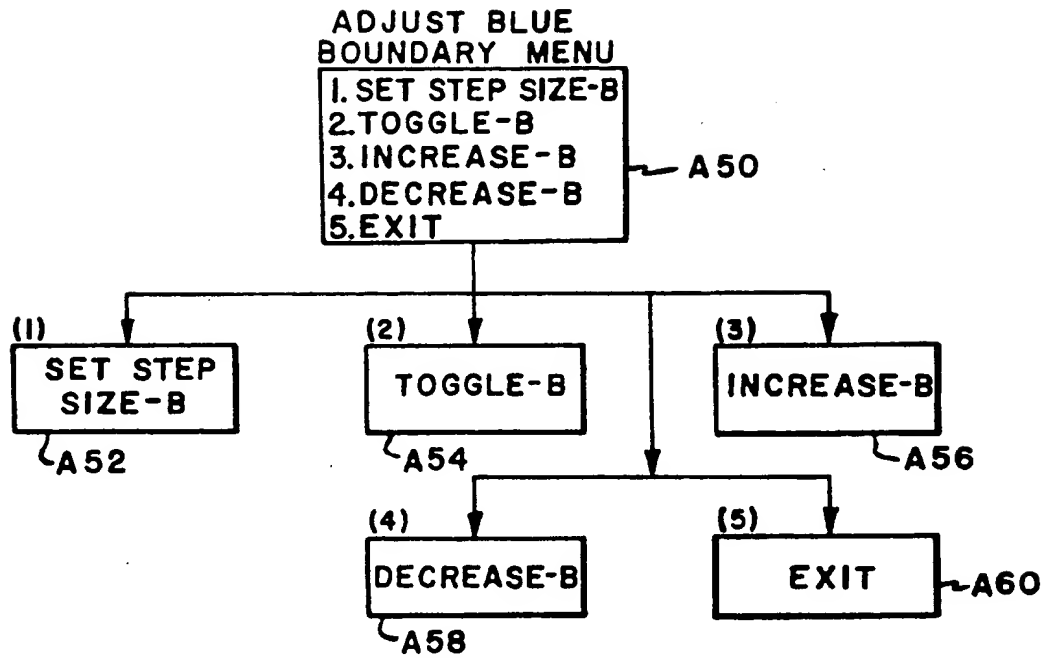 ADJUST BLUE
BOUNDARY MENU
1. SET STEP SIZE-B
2. TOGGLE-B
3. INCREASE-B
4. DECREASE-B
5. EXIT
A50
(1)
SET STEP
SIZE-B
A52
(2)
TOGGLE-B
A54
(3)
INCREASE-B
A56
(4)
DECREASE-B
A58
(5)
EXIT
A60